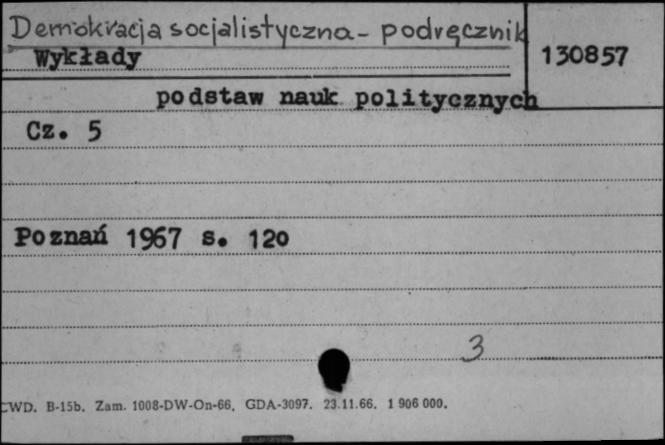 Demokracja socjalistyczna - podręcznik
Wykłady
130857
podstaw nauk politycznych
Cz. 5
Poznań 1967 s. 120
3
CWD. B-15b. Zam. 1008-DW-On-66. GDA-3097. 23.11.66. 1 906 000.